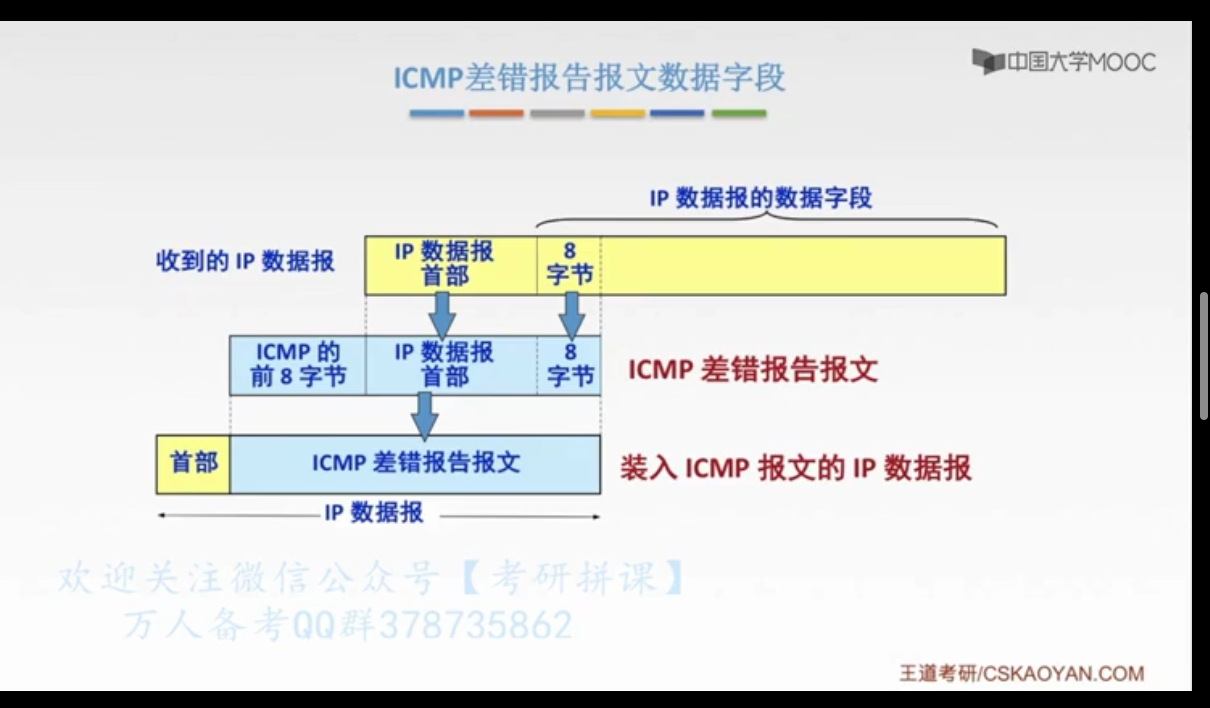 中国大学MOOC
ICMP差错报告报文数据字段
IP 数据报的数据字段
收到的 IP 数据报
IP 数据报
首部
8
字节
ICMP 的
前 8 字节
IP 数据报
首部
8
字节
ICMP 差错报告报文
首部
ICMP 差错报告报文
装入 ICMP 报文的 IP 数据报
IP 数据报
欢迎关注微信公众号【考研拼课】
万人备考QQ群378735862
王道考研/CSKAOYAN.COM